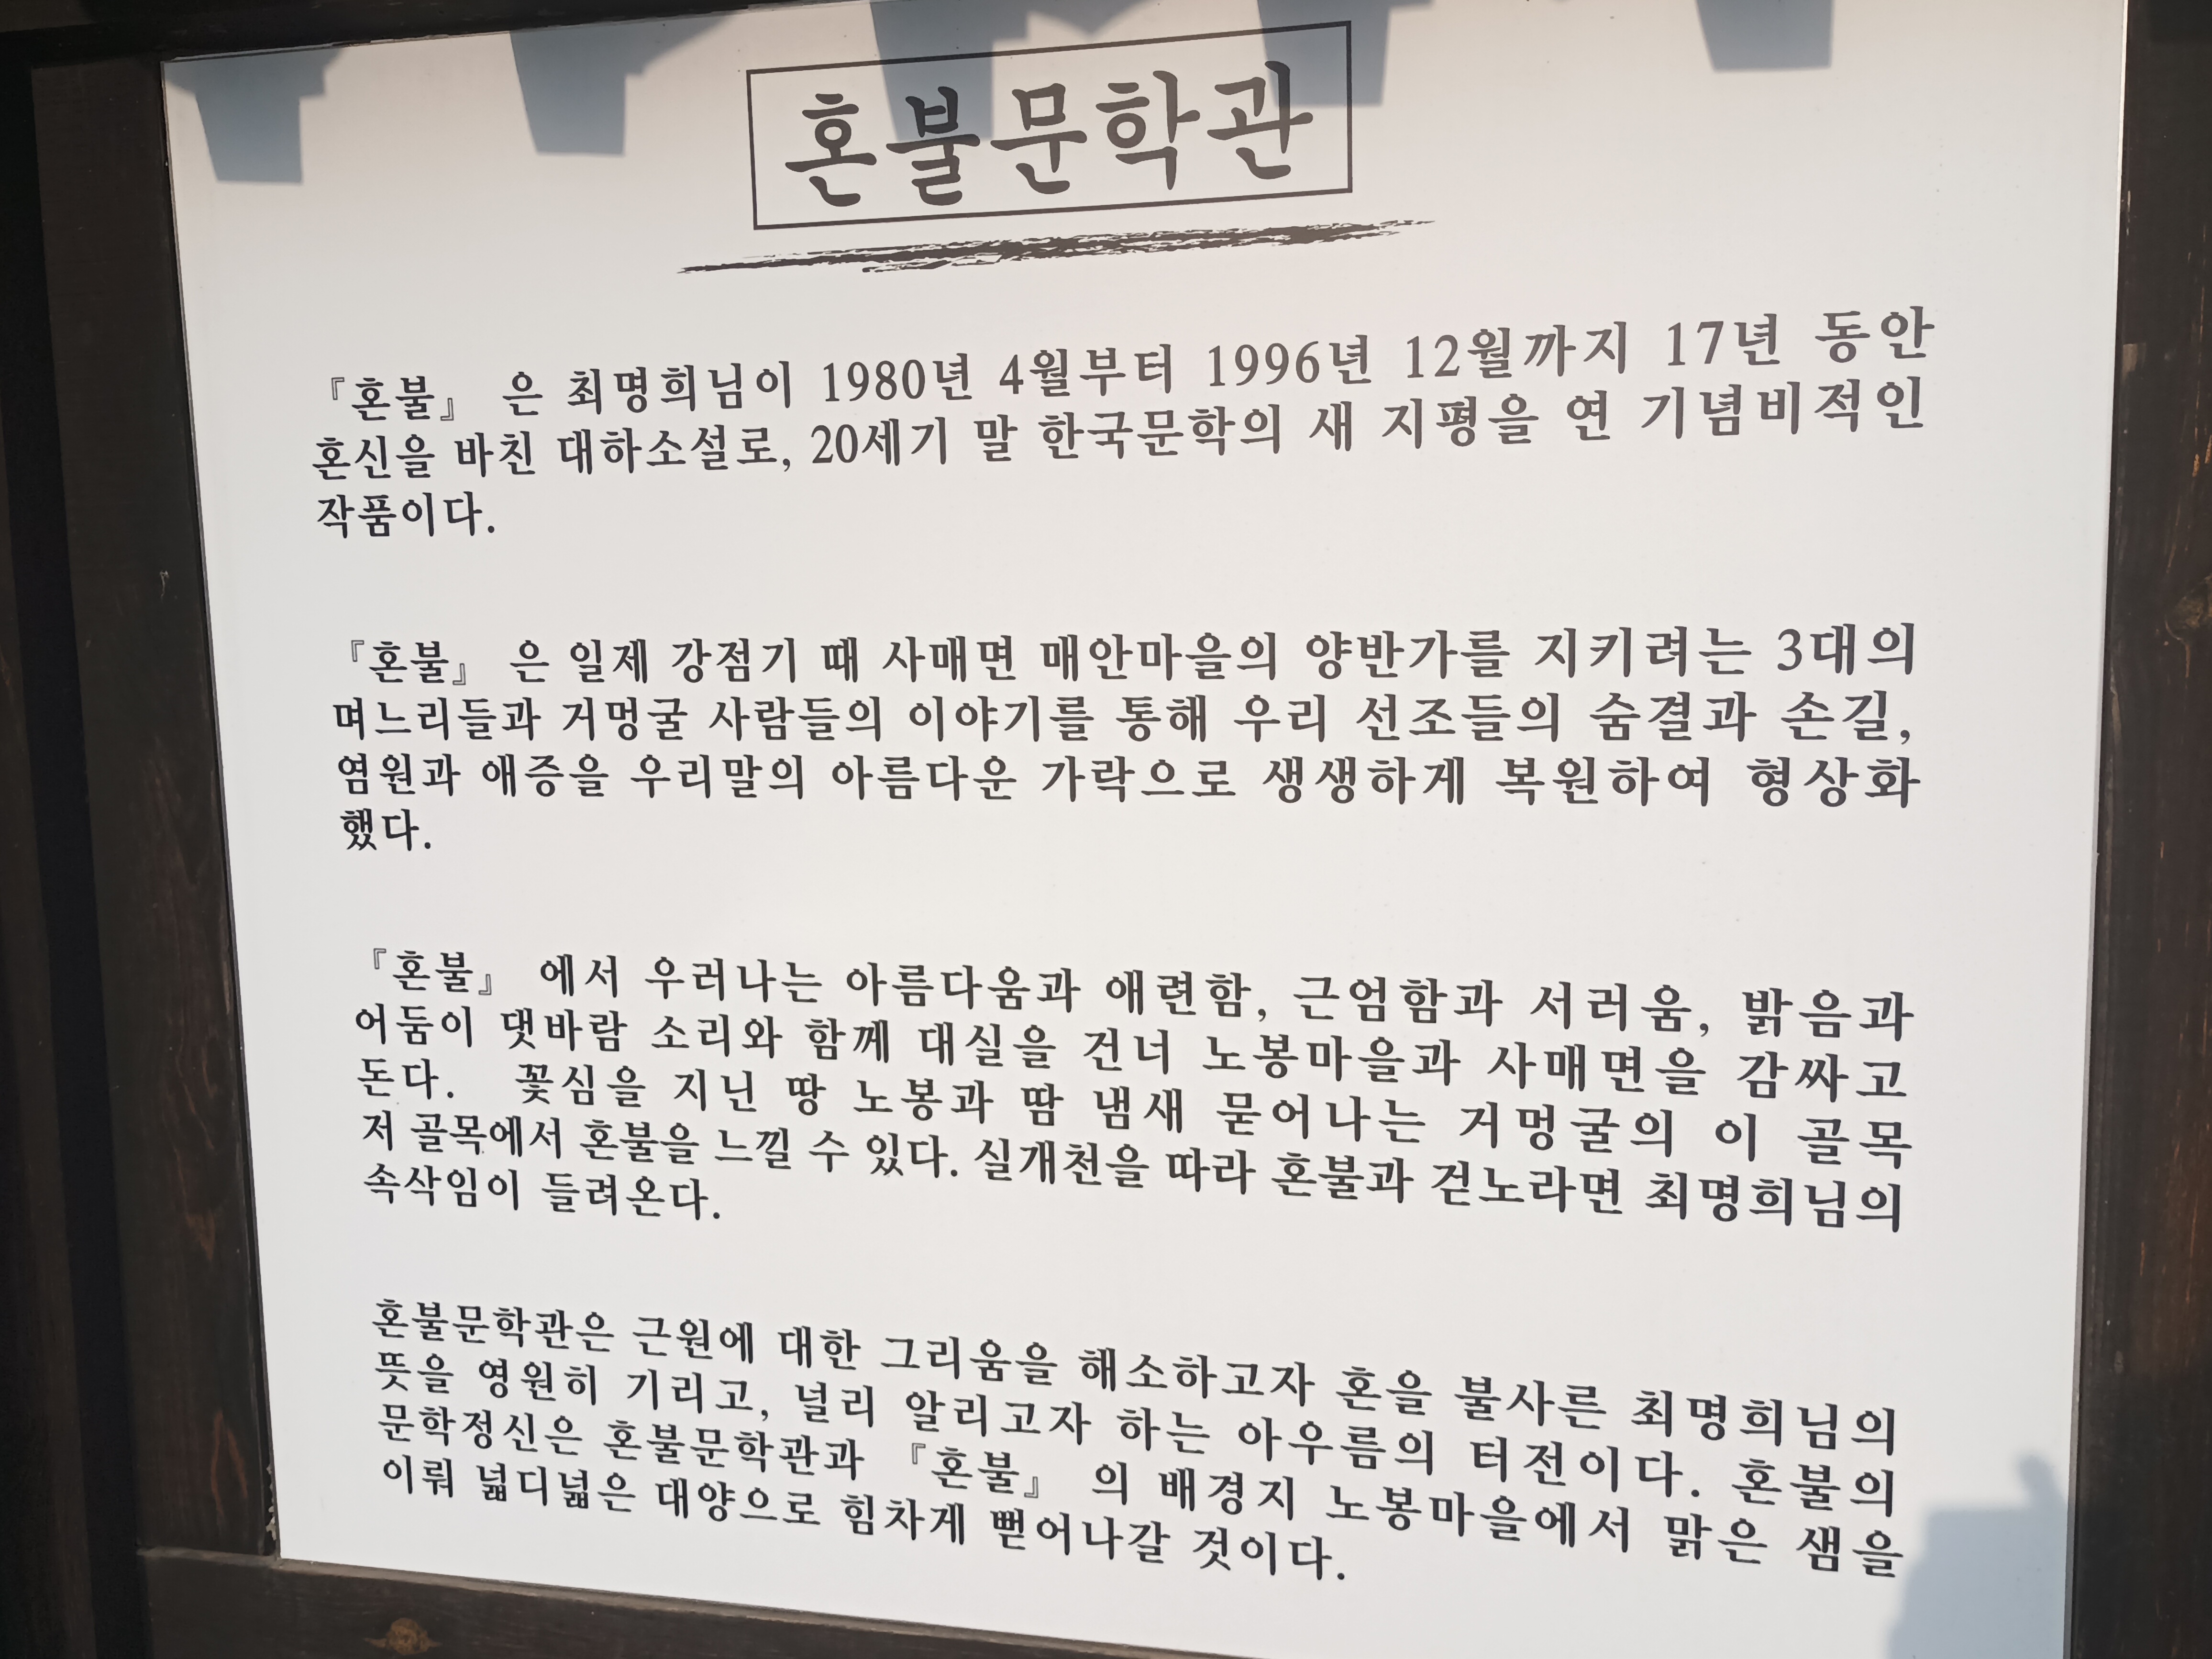 혼불문학관
『혼불』 은 최명희님이 1980년 4월부터 1996년 12월까지 17년 동안
혼신을 바친 대하소설로, 20세기 말 한국문학의 새 지평을 연 기념비적인
작품이다.
『혼불』 은 일제 강점기 때 사매면 매안마을의 양반가를 지키려는 3대의
며느리들과 거멍굴 사람들의 이야기를 통해 우리 선조들의 숨결과 손길,
염원과 애증을 우리말의 아름다운 가락으로 생생하게 복원하여 형상화
했다.
『혼불』 에서 우러나는 아름다움과 애련함, 근엄함과 서러움, 밝음과
어둠이 댓바람 소리와 함께 대실을 건너 노봉마을과 사매면을 감싸고
돈다. 꽃심을 지닌 땅 노봉과 땀 냄새 묻어나는 거멍굴의 이 골목
저 골목에서 혼불을 느낄 수 있다. 실개천을 따라 혼불과 걷노라면 최명희님의
속삭임이 들려온다.
혼불문학관은 근원에 대한 그리움을 해소하고자 혼을 불사른 최명희님의
뜻을 영원히 기리고, 널리 알리고자 하는 아우름의 터전이다. 혼불의
문학정신은 혼불문학관과 『혼불』 의 배경지 노봉마을에서 맑은 샘을
이뤄 넓디넓은 대양으로 힘차게 뻗어나갈 것이다.